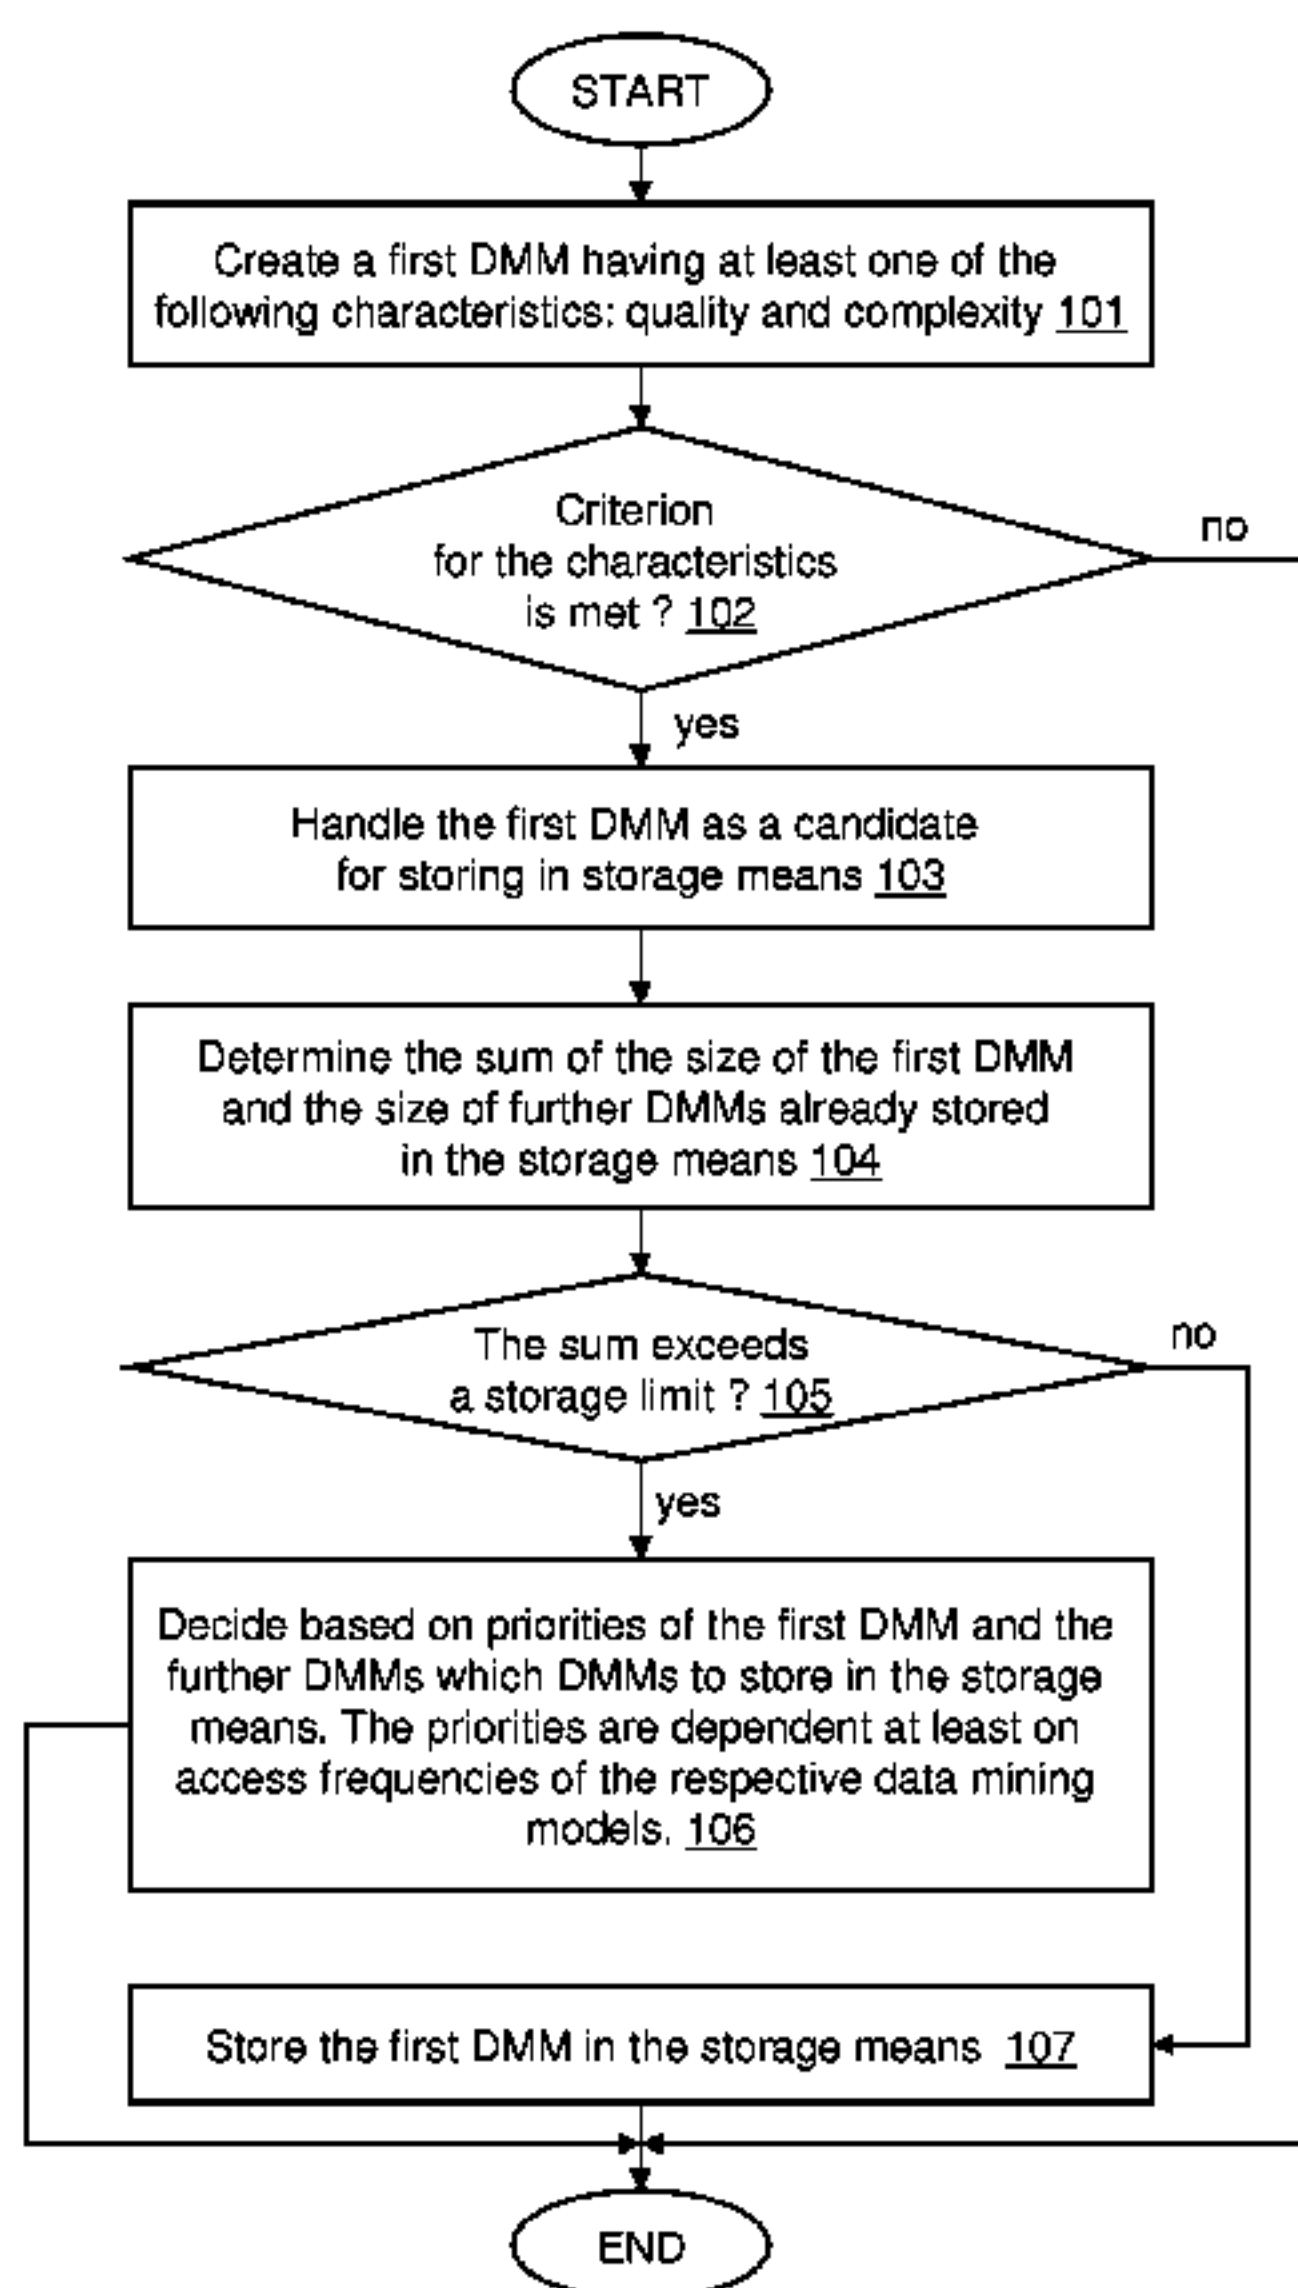 START
Create a first DMM having at least one of the
following characteristics: quality and complexity 101
Criterion
for the characteristics
is met ? 102
no
yes
Handle the first DMM as a candidate
for storing in storage means 103
Determine the sum of the size of the first DMM
and the size of further DMMs already stored
in the storage means 104
The sum exceeds
a storage limit ? 105
no
yes
Decide based on priorities of the first DMM and the
further DMMs which DMMs to store in the storage
means. The priorities are dependent at least on
access frequencies of the respective data mining
models. 106
Store the first DMM in the storage means 107
END